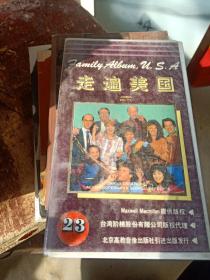 Family Album, U.S.A
走遍美国
23
Maxwell Macmillan 提供版权
台湾阶梯股份有限公司版权代理
北京高教音像出版社引进出版发行